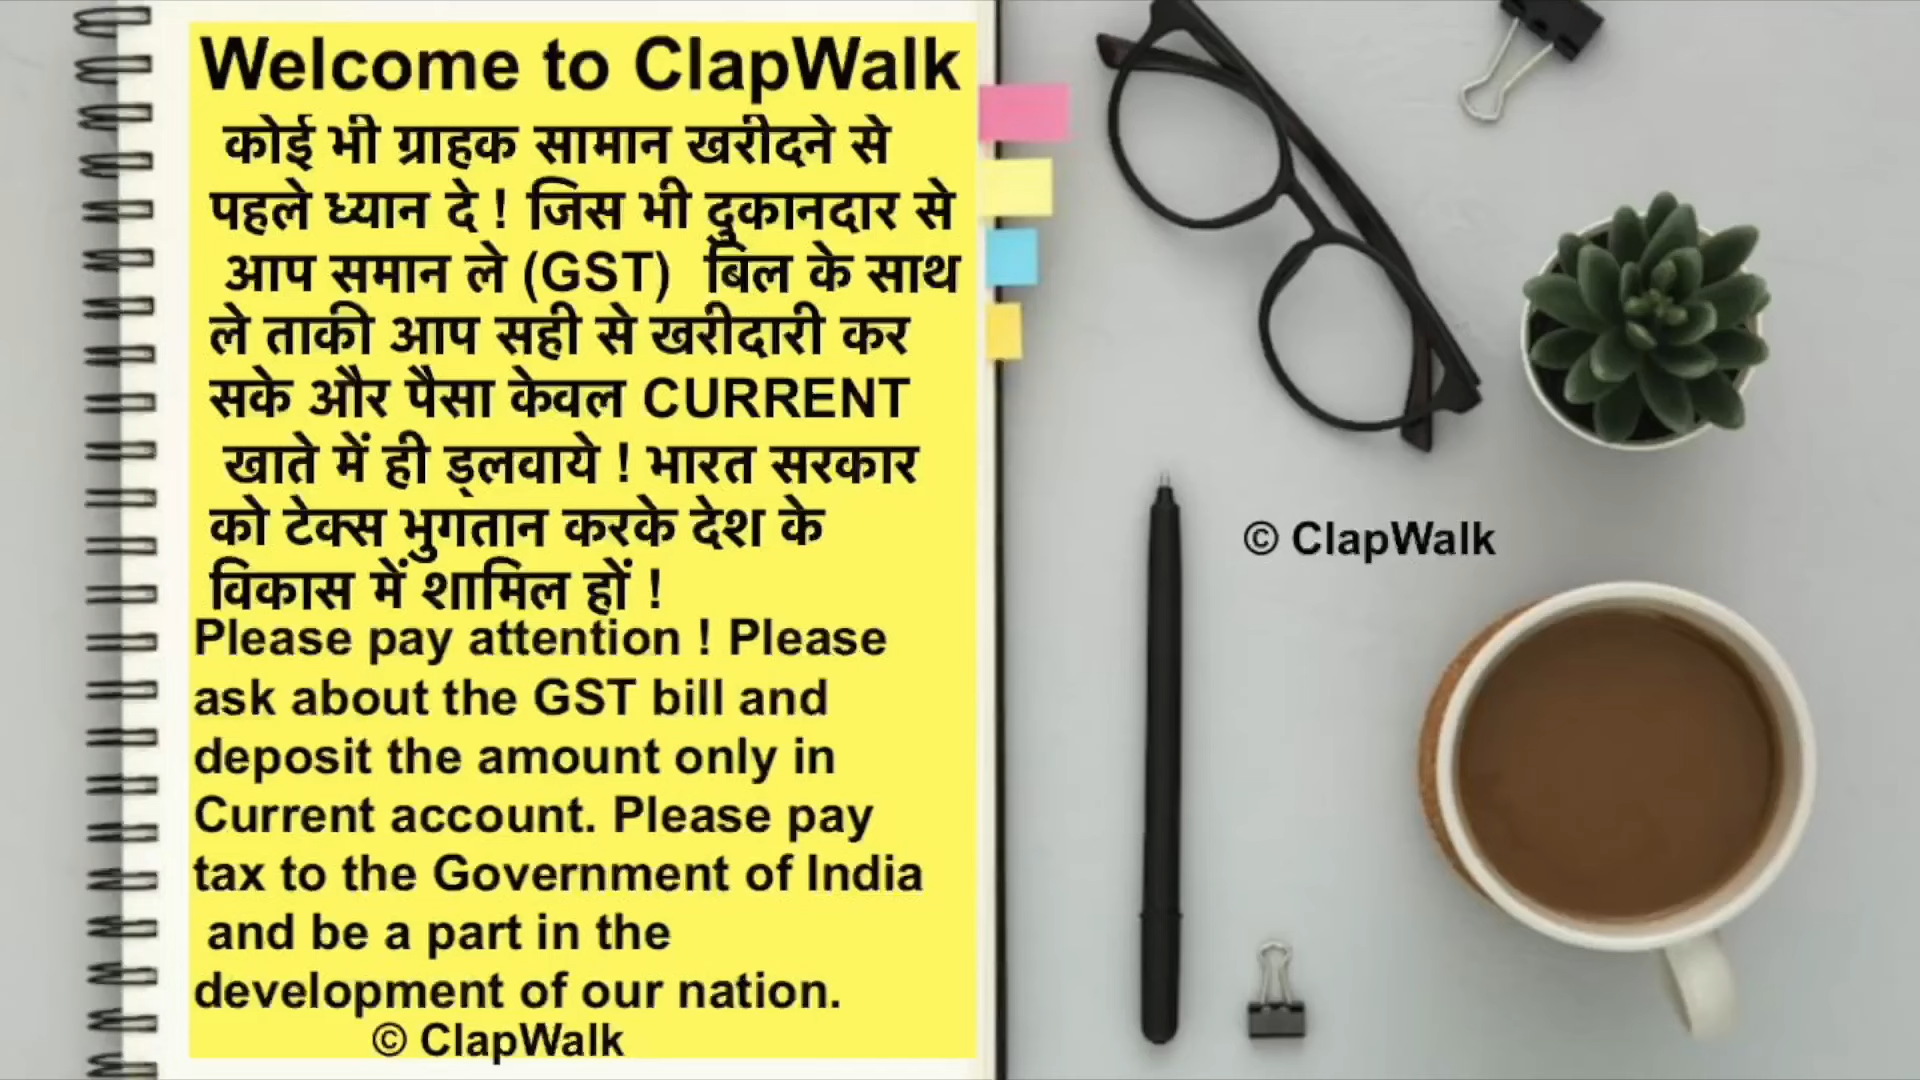 Welcome to ClapWalk
कोई भी ग्राहक सामान खरीदने से
पहले ध्यान दे ! जिस भी दुकानदार से
आप समान ले (GST) बिल के साथ
ले ताकी आप सही से खरीदारी कर
सके और पैसा केवल CURRENT
खाते में ही ड़लवाये ! भारत सरकार
को टेक्स भुगतान करके देश के
विकास में शामिल हों !
Please pay attention ! Please
ask about the GST bill and
deposit the amount only in
Current account. Please pay
tax to the Government of India
and be a part in the
development of our nation.
© ClapWalk
© ClapWalk